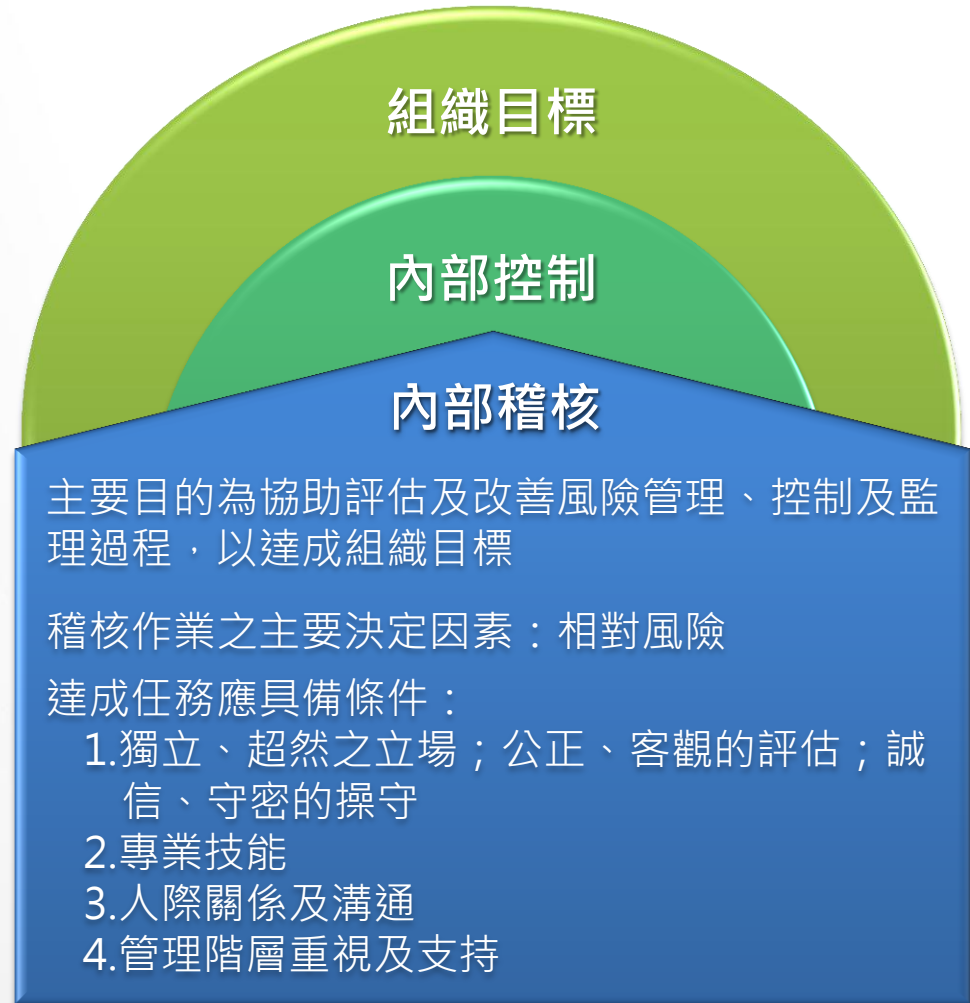 組織目標
內部控制
內部稽核
主要目的為協助評估及改善風險管理、控制及監
理過程，以達成組織目標
稽核作業之主要決定因素：相對風險
達成任務應具備條件：
1.獨立、超然之立場；公正、客觀的評估；誠
信、守密的操守
2.專業技能
3.人際關係及溝通
4.管理階層重視及支持